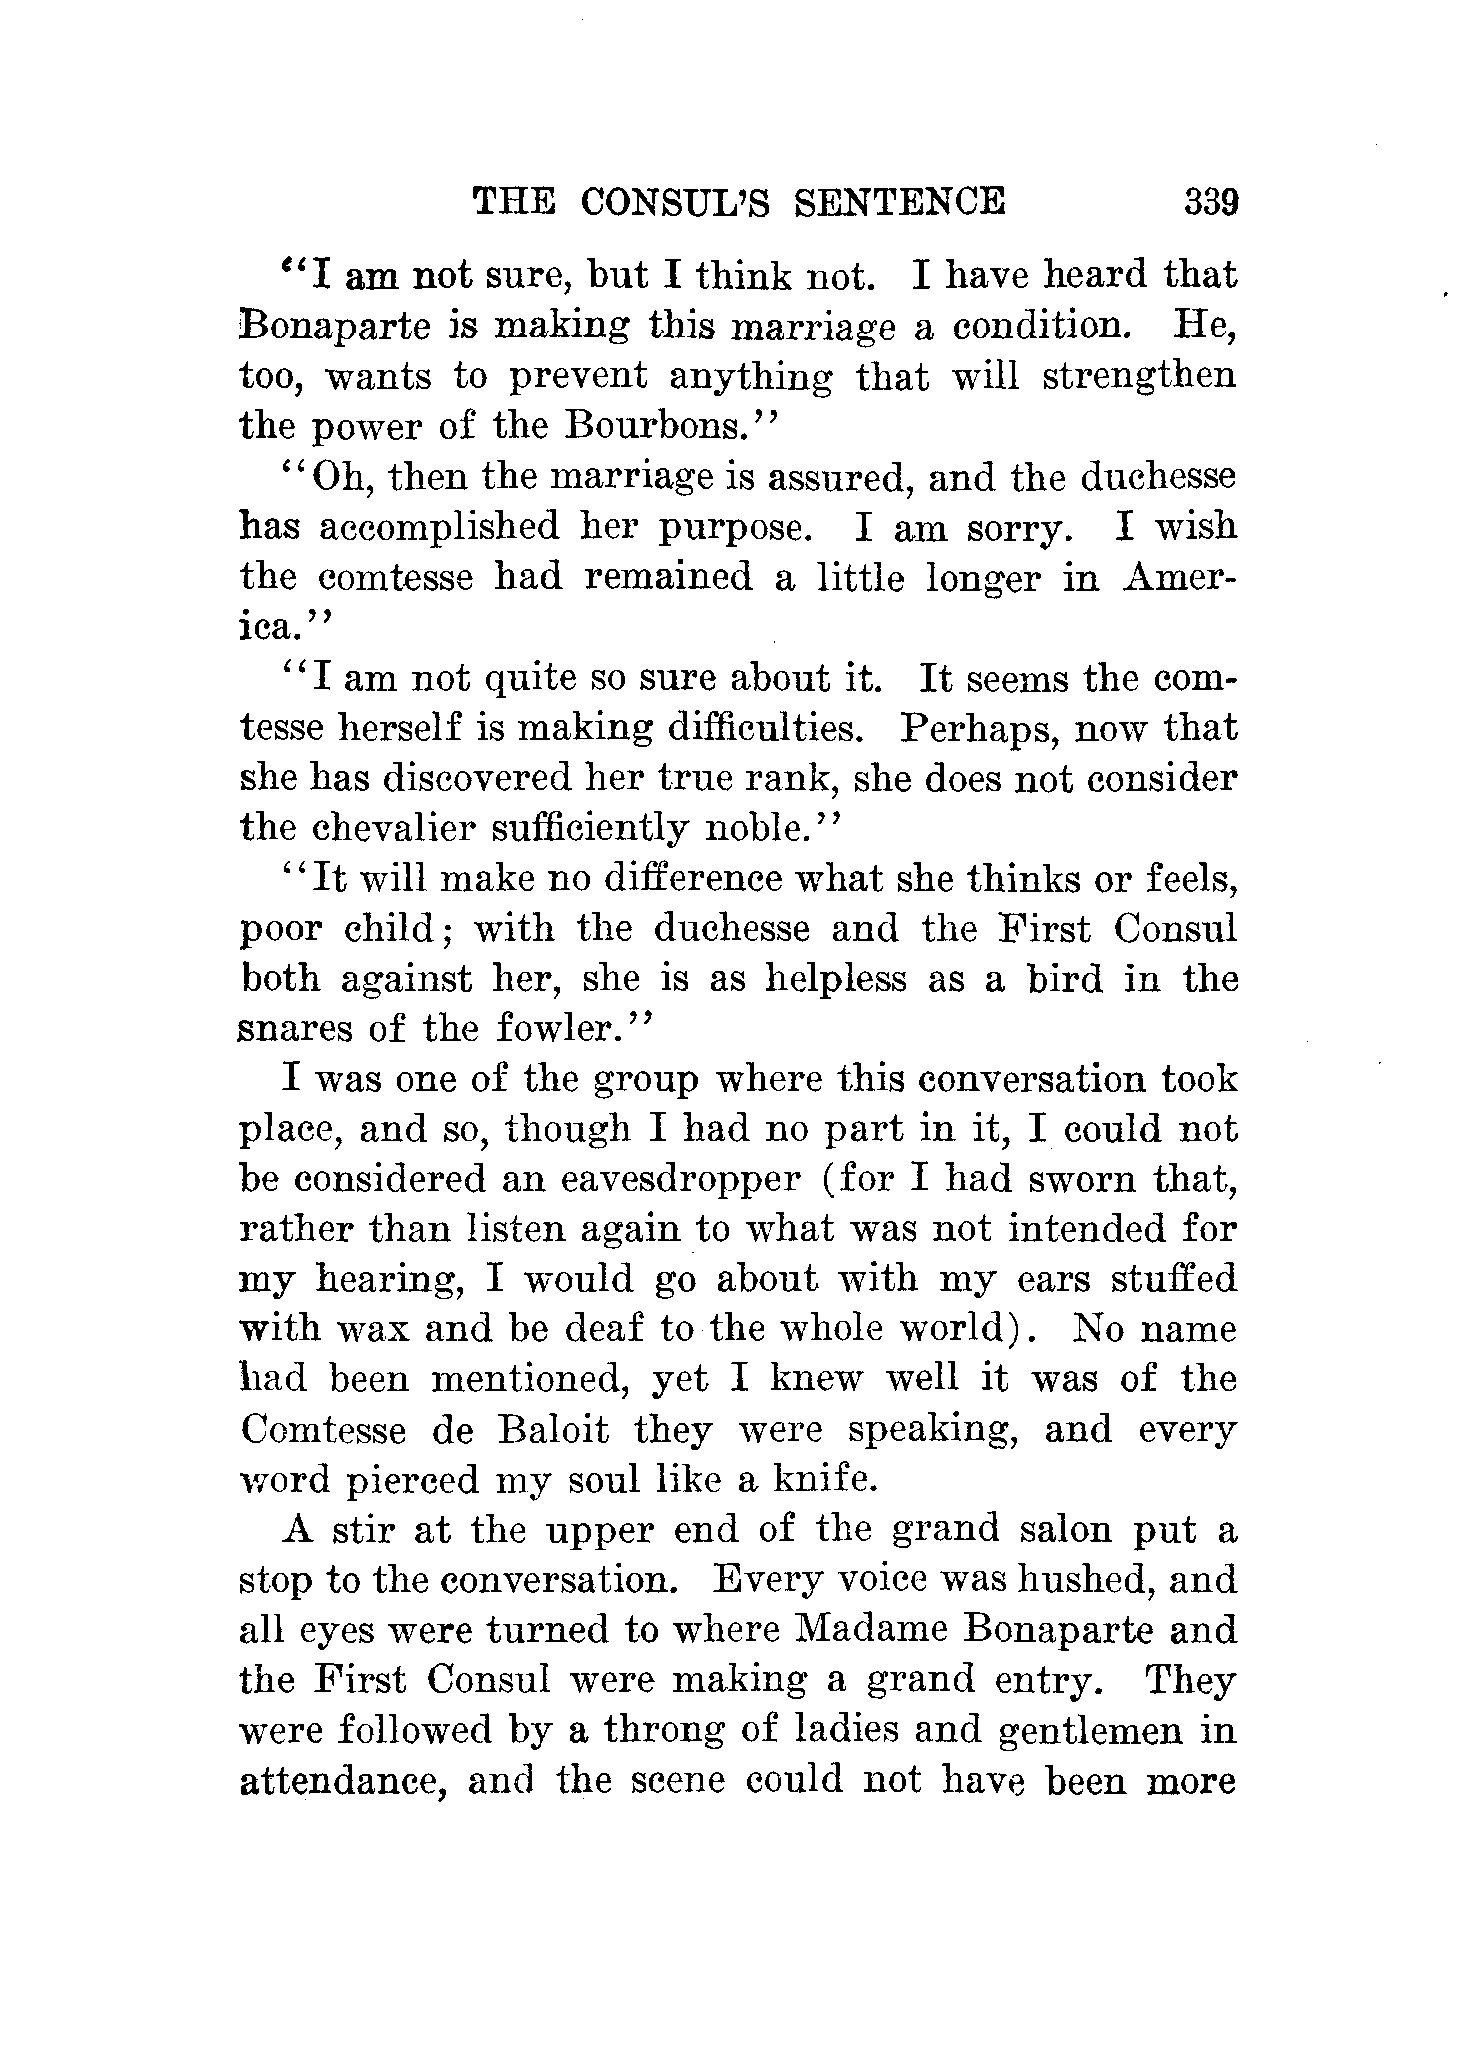 THE CONSUL'S SENTENCE 339
"I am not sure, but I think not. I have heard that
Bonaparte is making this marriage a condition. He,
too, wants to prevent anything that will strengthen
the power of the Bourbons."
"Oh, then the marriage is assured, and the duchesse
has accomplished her purpose. I am sorry. I wish
the comtesse had remained a little longer in Amer-
ica."
"I am not quite so sure about it. It seems the com-
tesse herself is making difficulties. Perhaps, now that
she has discovered her true rank, she does not consider
the chevalier sufficiently noble."
"It will make no difference what she thinks or feels,
poor child; with the duchesse and the First Consul
both against her, she is as helpless as a bird in the
snares of the fowler."
I was one of the group where this conversation took
place, and so, though I had no part in it, I could not
be considered an eavesdropper (for I had sworn that,
rather than listen again to what was not intended for
my hearing, I would go about with my ears stuffed
with wax and be deaf to the whole world). No name
had been mentioned, yet I knew well it was of the
Comtesse de Baloit they were speaking, and every
word pierced my soul like a knife.
A stir at the upper end of the grand salon put a
stop to the conversation. Every voice was hushed, and
all eyes were turned to where Madame Bonaparte and
the First Consul were making a grand entry. They
were followed by a throng of ladies and gentlemen in
attendance, and the scene could not have been more